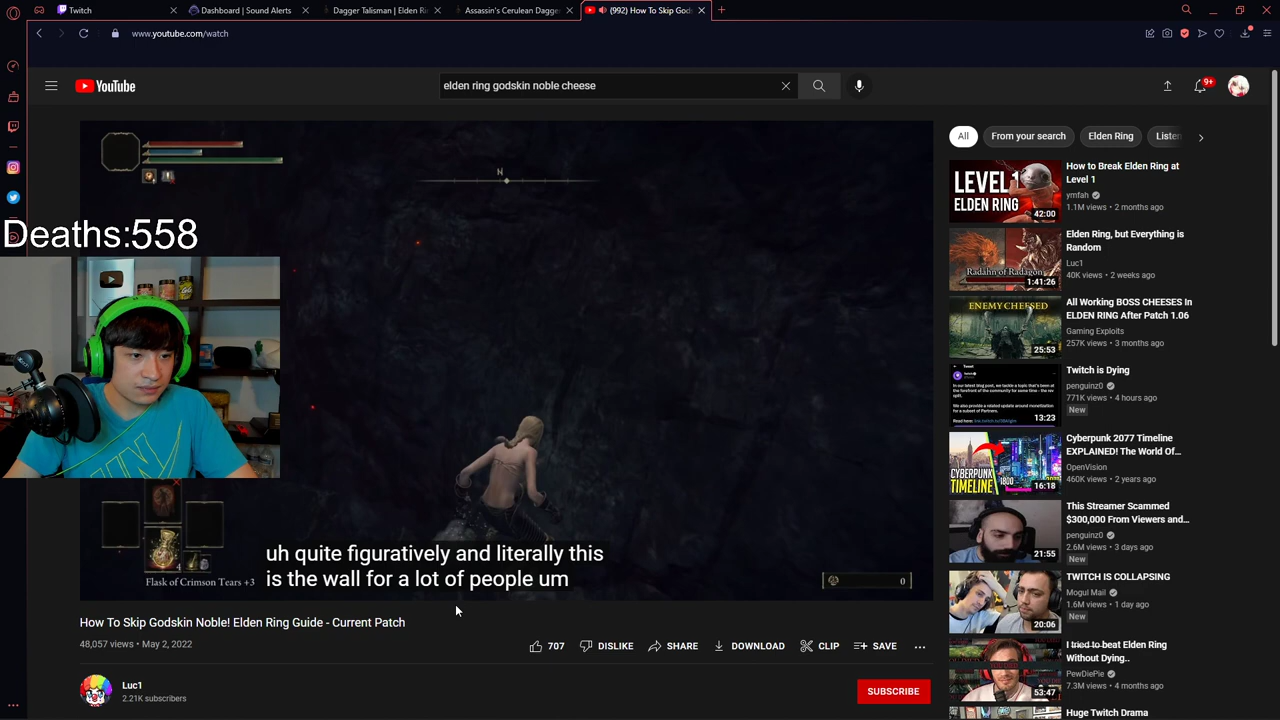 Twitch
Dashboard | Sound Alerts
Dagger Talisman | Elden Ri
Assassin's Cerulean Dagge
(992) How To Skip God
www.youtube.com/watch
YouTube
elden ring godskin noble cheese
9+
All
From your search
Elden Ring
Listen
N
Deaths:558
Flask of Crimson Tears +3
4
0
uh quite figuratively and literally this
is the wall for a lot of people um
How To Skip Godskin Noble! Elden Ring Guide - Current Patch
48,057 views • May 2, 2022
707
DISLIKE
SHARE
DOWNLOAD
CLIP
SAVE
Luc1
2.21K subscribers
SUBSCRIBE
LEVEL 1
ELDEN RING
42:00
How to Break Elden Ring at
Level 1
ymfah
1.1M views • 2 months ago
Radahn of Radagon
1:41:26
Elden Ring, but Everything is
Random
Luc1
40K views • 2 weeks ago
ENEMY CHEESED
25:53
All Working BOSS CHEESES In
ELDEN RING After Patch 1.06
Gaming Exploits
257K views • 3 months ago
13:23
Twitch is Dying
penguinz0
771K views • 4 hours ago
New
CYBERPUNK
TIMELINE
16:18
Cyberpunk 2077 Timeline
EXPLAINED! The World Of...
OpenVision
460K views • 2 years ago
21:55
This Streamer Scammed
$300,000 From Viewers and...
penguinz0
2.6M views • 3 days ago
New
20:06
TWITCH IS COLLAPSING
Mogul Mail
1.6M views • 1 day ago
New
53:47
I tried to beat Elden Ring
Without Dying..
PewDiePie
7.3M views • 4 months ago
Huge Twitch Drama